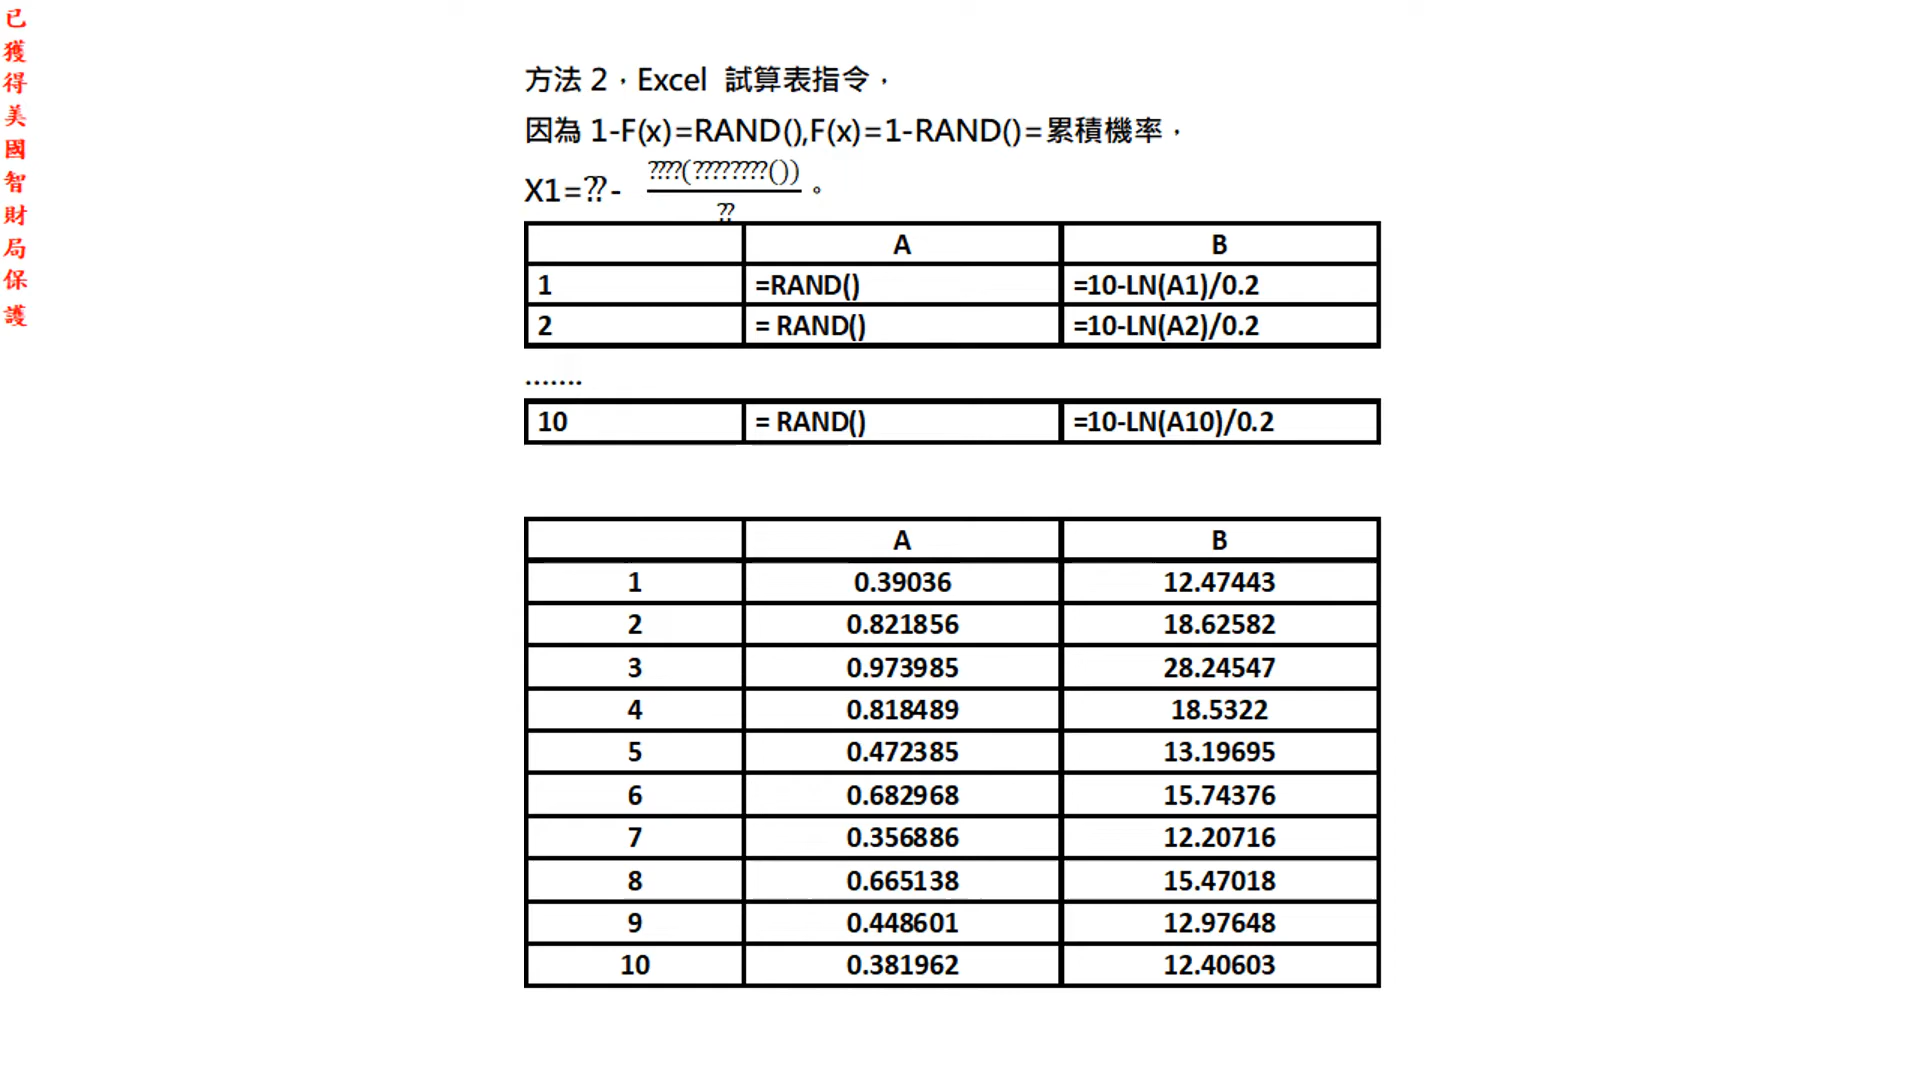 已獲得美國智財局保護
方法 2，Excel 試算表指令，
因為 1-F(x)=RAND(),F(x)=1-RAND()=累積機率，
X1=⁇- ????(????????()) 。
⁇
A B
1 =RAND() =10-LN(A1)/0.2
2 = RAND() =10-LN(A2)/0.2
.......
10 = RAND() =10-LN(A10)/0.2
A B
1 0.39036 12.47443
2 0.821856 18.62582
3 0.973985 28.24547
4 0.818489 18.5322
5 0.472385 13.19695
6 0.682968 15.74376
7 0.356886 12.20716
8 0.665138 15.47018
9 0.448601 12.97648
10 0.381962 12.40603